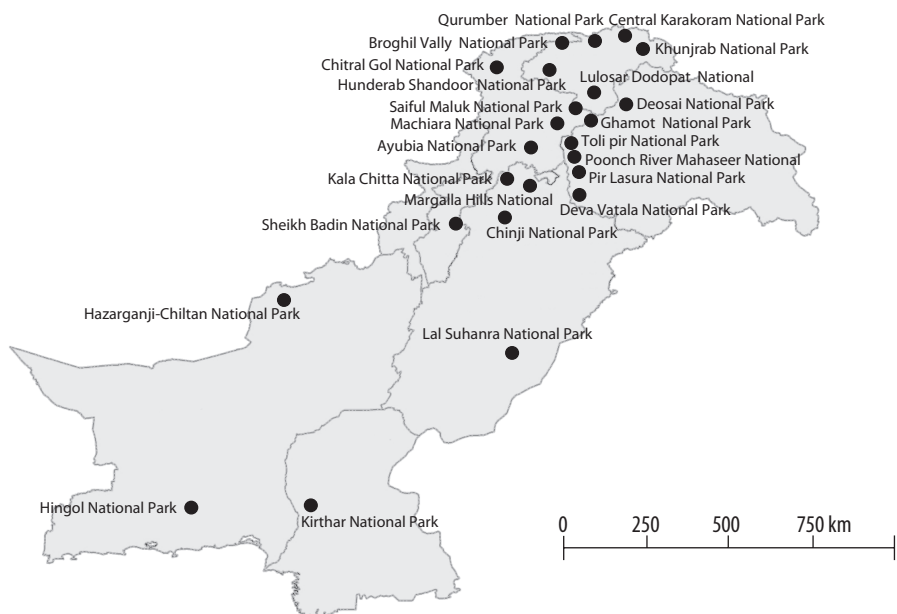 Qurumber National Park Central Karakoram National Park
Broghil Vally National Park
Khunjrab National Park
Chitral Gol National Park
Hunderab Shandoor National Park
Lulosar Dodopat National
Saiful Maluk National Park
Deosai National Park
Machiara National Park
Ghamot National Park
Ayubia National Park
Toli pir National Park
Poonch River Mahaseer National
Kala Chitta National Park
Pir Lasura National Park
Margalla Hills National
Deva Vatala National Park
Sheikh Badin National Park
Chinji National Park
Hazarganji-Chiltan National Park
Lal Suhanra National Park
Hingol National Park
Kirthar National Park
0 250 500 750 km